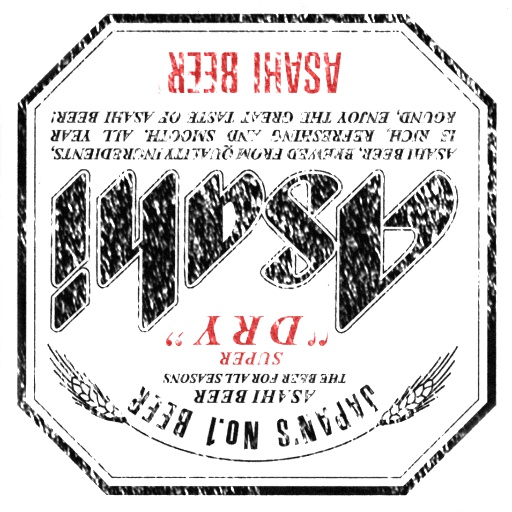 JAPAN'S NO.1 BEER
ASAHI BEER
THE BEER FOR ALL SEASONS
SUPER
"DRY"
Asahi
ASAHI BEER, BREWED FROM QUALITY INGREDIENTS,
IS RICH, REFRESHING AND SMOOTH. ALL YEAR
ROUND, ENJOY THE GREAT TASTE OF ASAHI BEER!
ASAHI BEER